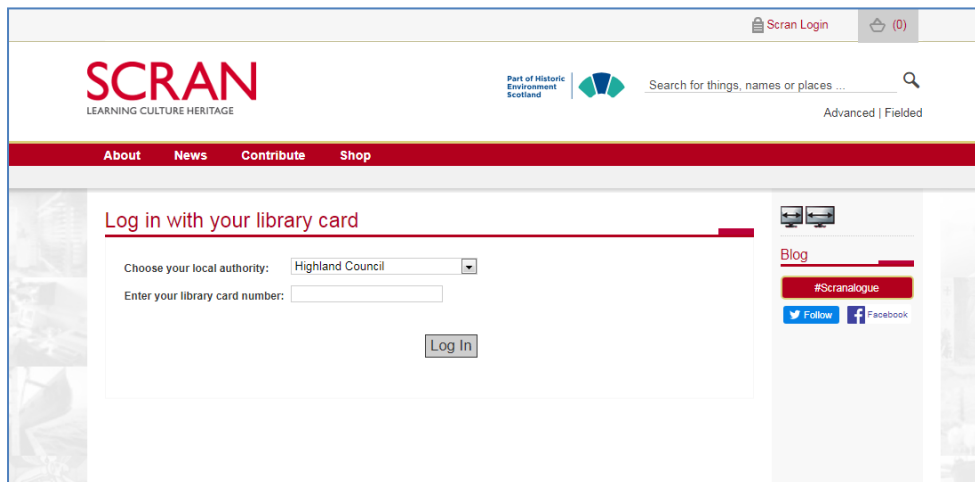 Scran Login (0)
SCRAN
LEARNING CULTURE HERITAGE
Part of Historic
Environment
Scotland
Search for things, names or places ...
Advanced | Fielded
About News Contribute Shop
Log in with your library card
Choose your local authority: Highland Council
Enter your library card number:
Log In
Blog
#Scranalogue
Follow Facebook